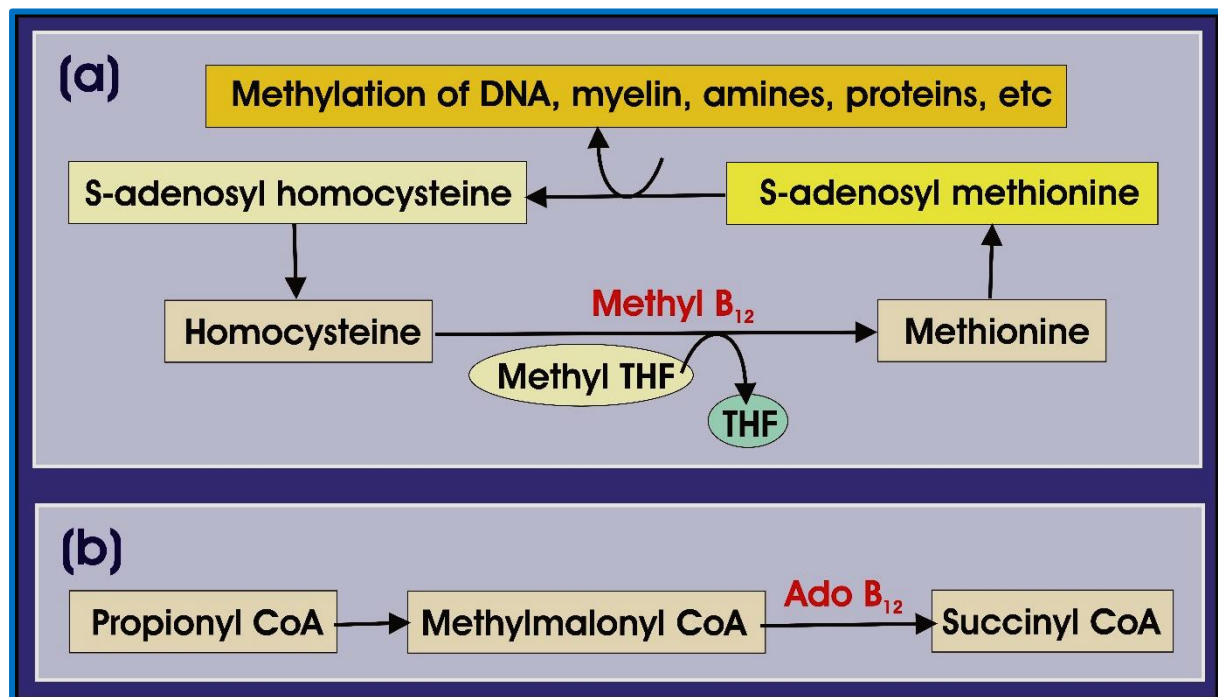 (a)
Methylation of DNA, myelin, amines, proteins, etc
S-adenosyl homocysteine
S-adenosyl methionine
Methyl B₁₂
Homocysteine
Methionine
Methyl THF
THF
(b)
Ado B₁₂
Propionyl CoA
Methylmalonyl CoA
Succinyl CoA